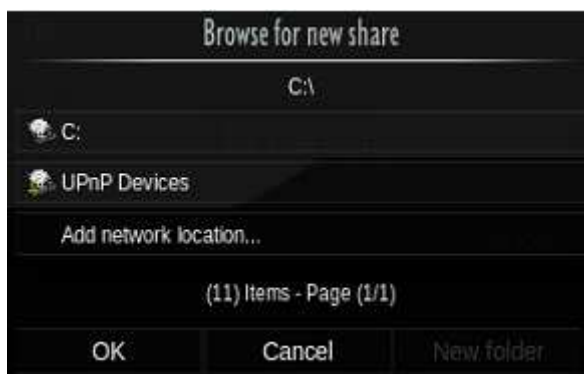 Browse for new share
C:\
C:
UPnP Devices
Add network location...
(11) Items - Page (1/1)
OK Cancel New folder